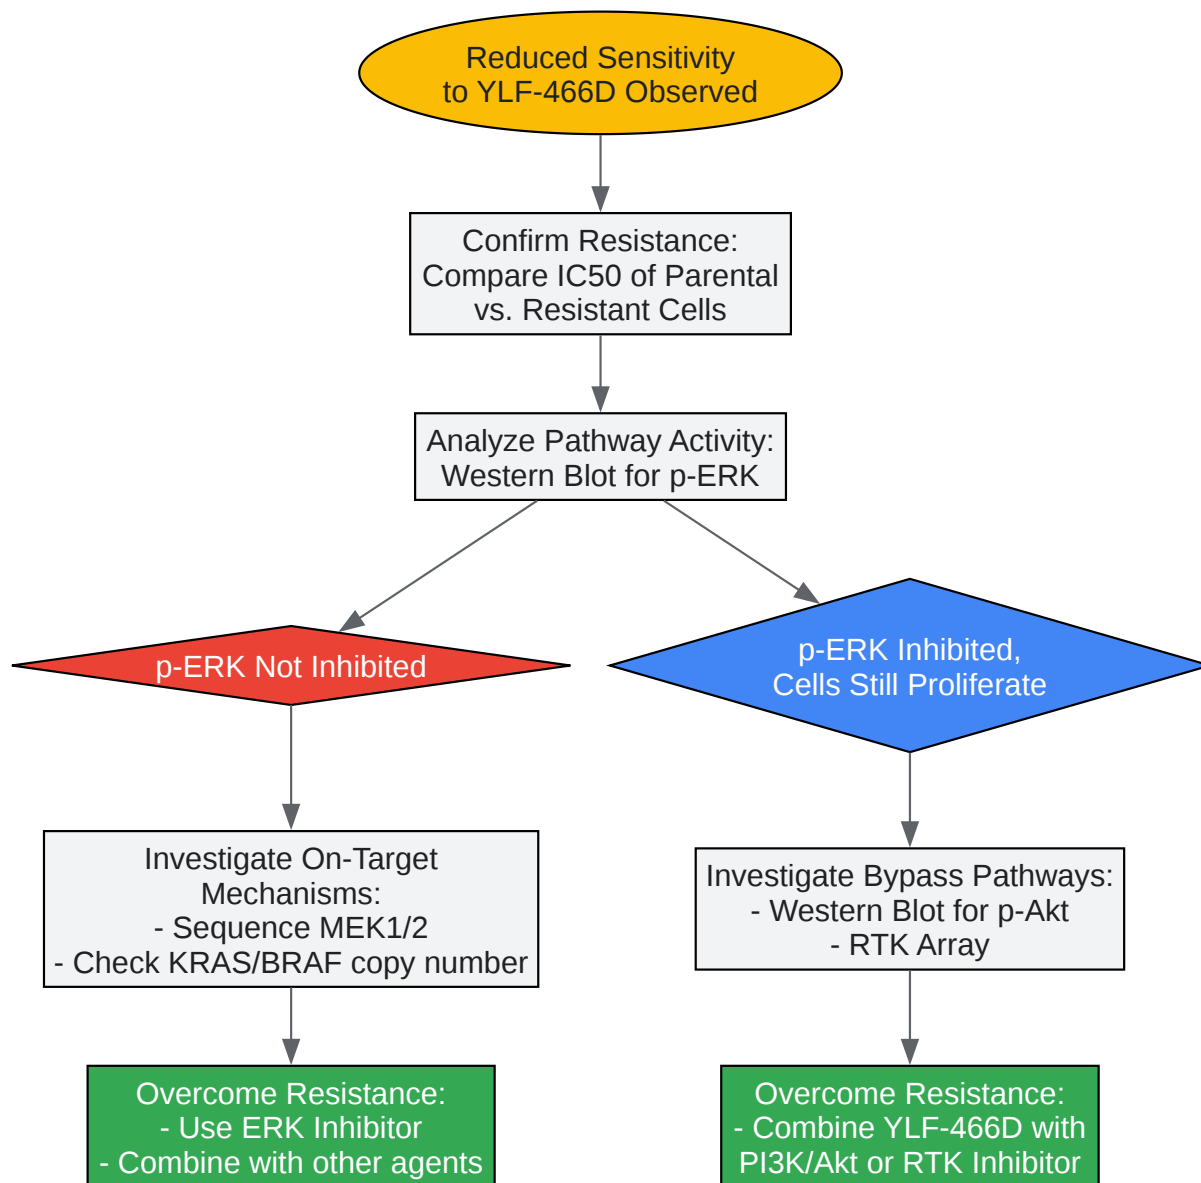 Reduced Sensitivity
to YLF-466D Observed
Confirm Resistance:
Compare IC50 of Parental
vs. Resistant Cells
Analyze Pathway Activity:
Western Blot for p-ERK
p-ERK Not Inhibited
p-ERK Inhibited,
Cells Still Proliferate
Investigate On-Target
Mechanisms:
- Sequence MEK1/2
- Check KRAS/BRAF copy number
Investigate Bypass Pathways:
- Western Blot for p-Akt
- RTK Array
Overcome Resistance:
- Use ERK Inhibitor
- Combine with other agents
Overcome Resistance:
- Combine YLF-466D with
PI3K/Akt or RTK Inhibitor